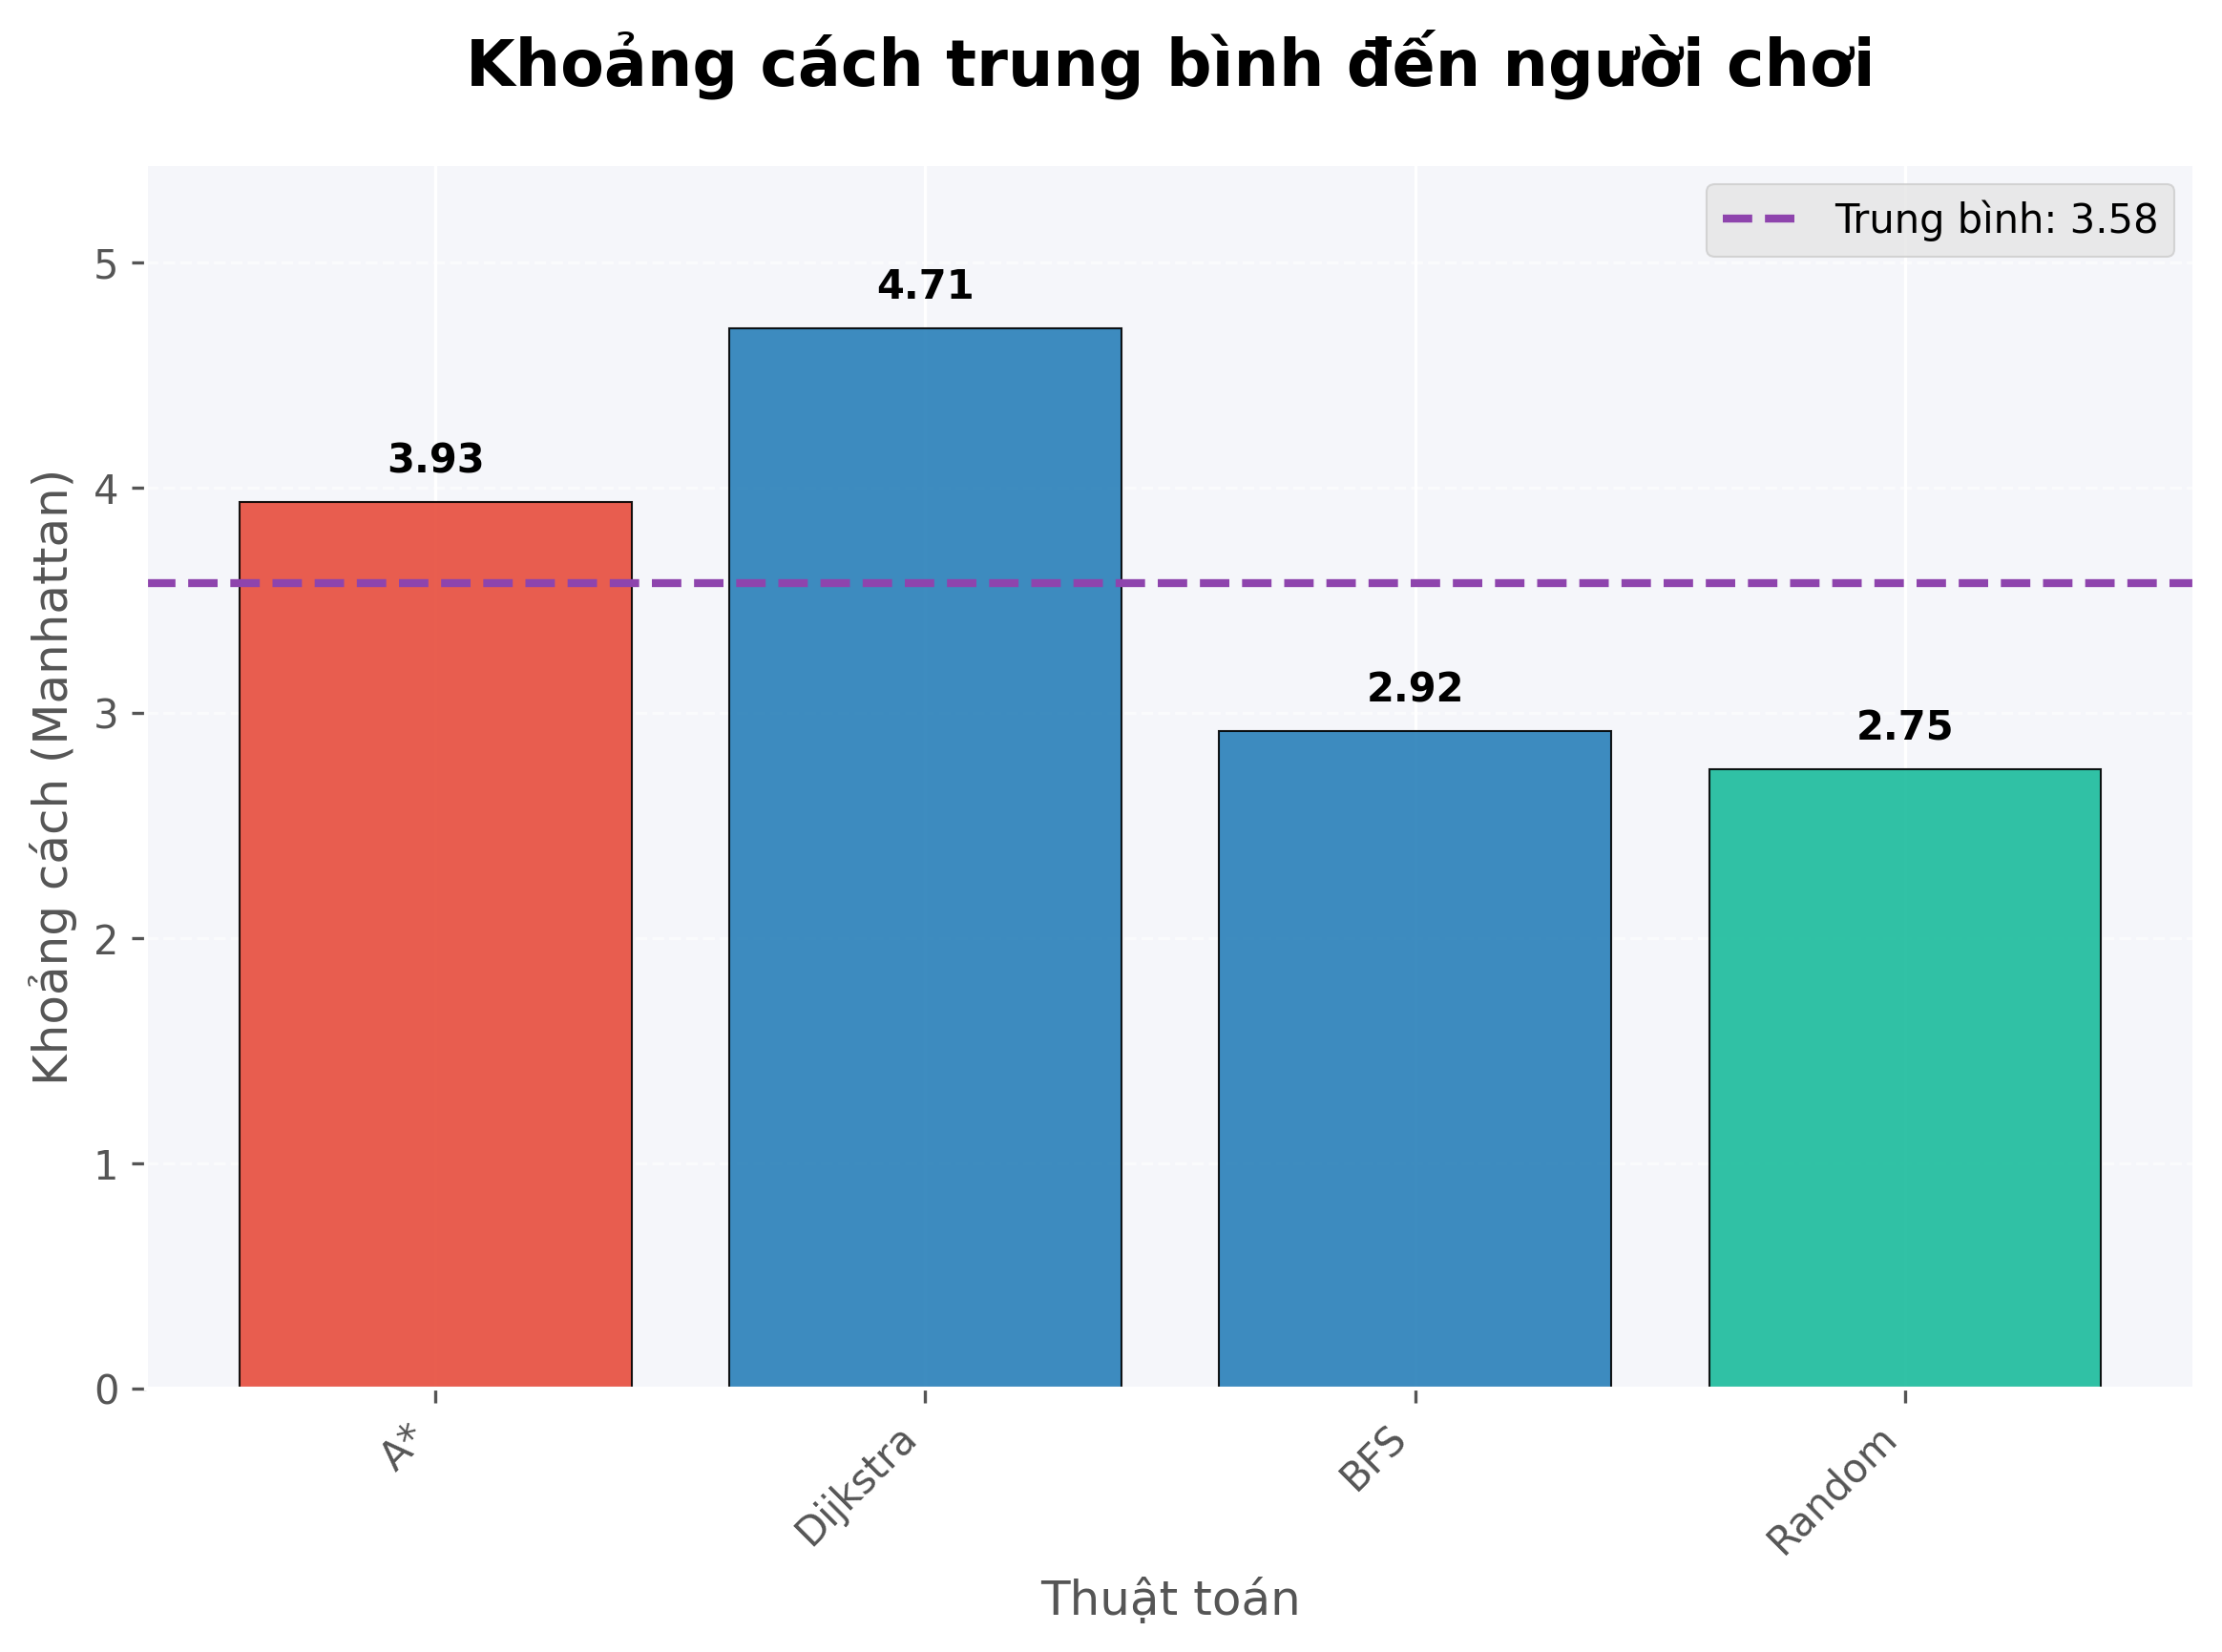 Khoảng cách trung bình đến người chơi
Trung bình: 3.58
Khoảng cách (Manhattan)
5
4
3
2
1
0
3.93
4.71
2.92
2.75
A*
Dijkstra
BFS
Random
Thuật toán